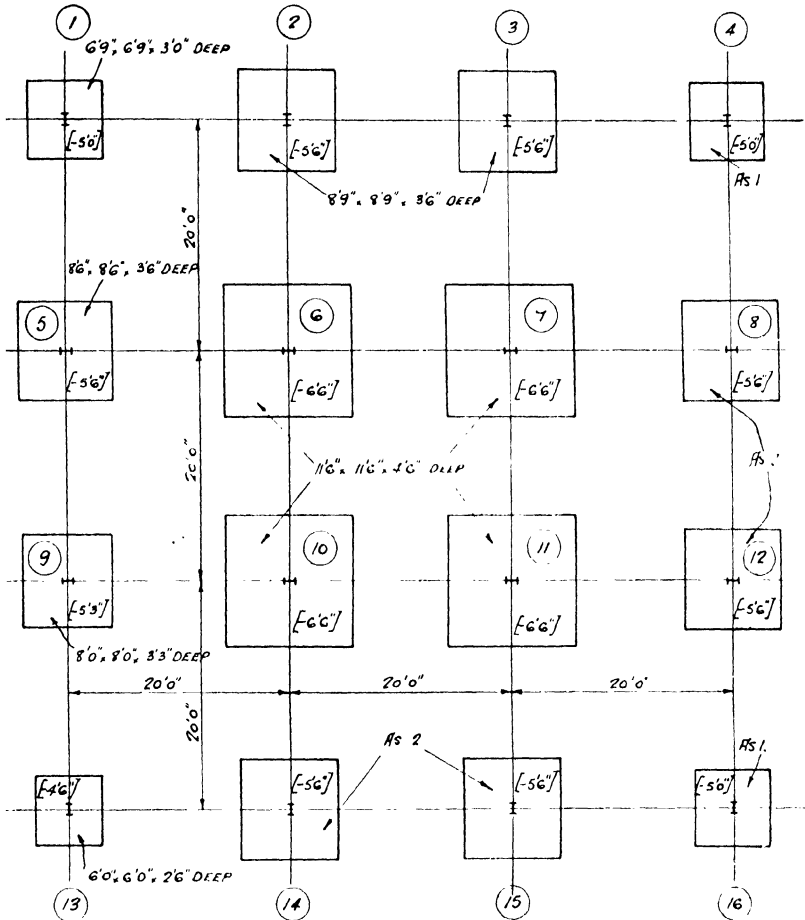 1 2 3 4
6'9" x 6'9" x 3'0" DEEP
[-5'0] [-5'6"] [-5'6"] [-5'0"]
8'9" x 8'9" x 3'6" DEEP
AS 1
20'0"
8'6" x 8'6" x 3'6" DEEP
5 6 7 8
[-5'6"] [-6'6"] [-6'6"] [-5'6"]
11'6" x 11'6" x 4'6" DEEP
AS
20'0"
9 10 11 12
[-5'3"] [-6'6"] [-6'6"] [-5'6"]
8'0" x 8'0" x 3'3" DEEP
20'0" 20'0" 20'0"
20'0"
AS 2
AS 1.
[-4'6"] [-5'6"] [-5'6"] [-5'0"]
6'0" x 6'0" x 2'6" DEEP
13 14 15 16